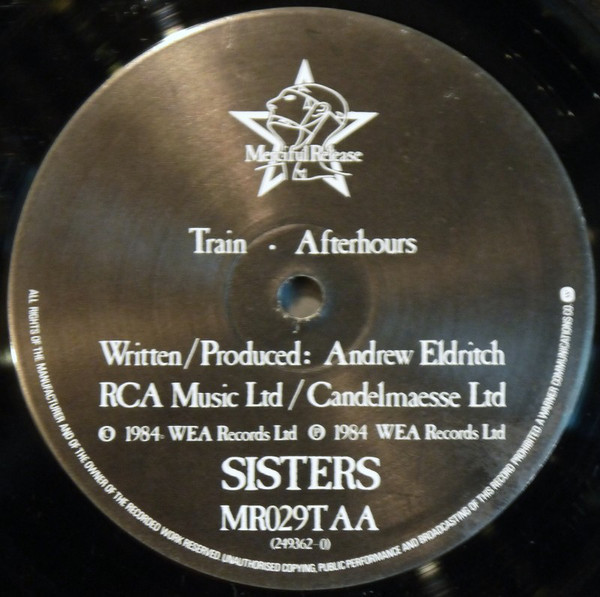 Merciful Release
Train · Afterhours
Written/Produced: Andrew Eldritch
RCA Music Ltd / Candelmaesse Ltd
© 1984 WEA Records Ltd ℗ 1984 WEA Records Ltd
SISTERS
MR029T AA
(249362-0)
ALL RIGHTS OF THE MANUFACTURER AND OF THE OWNER OF THE RECORDED WORK RESERVED. UNAUTHORISED COPYING, PUBLIC PERFORMANCE AND BROADCASTING OF THIS RECORD PROHIBITED A WARNER COMMUNICATIONS CO